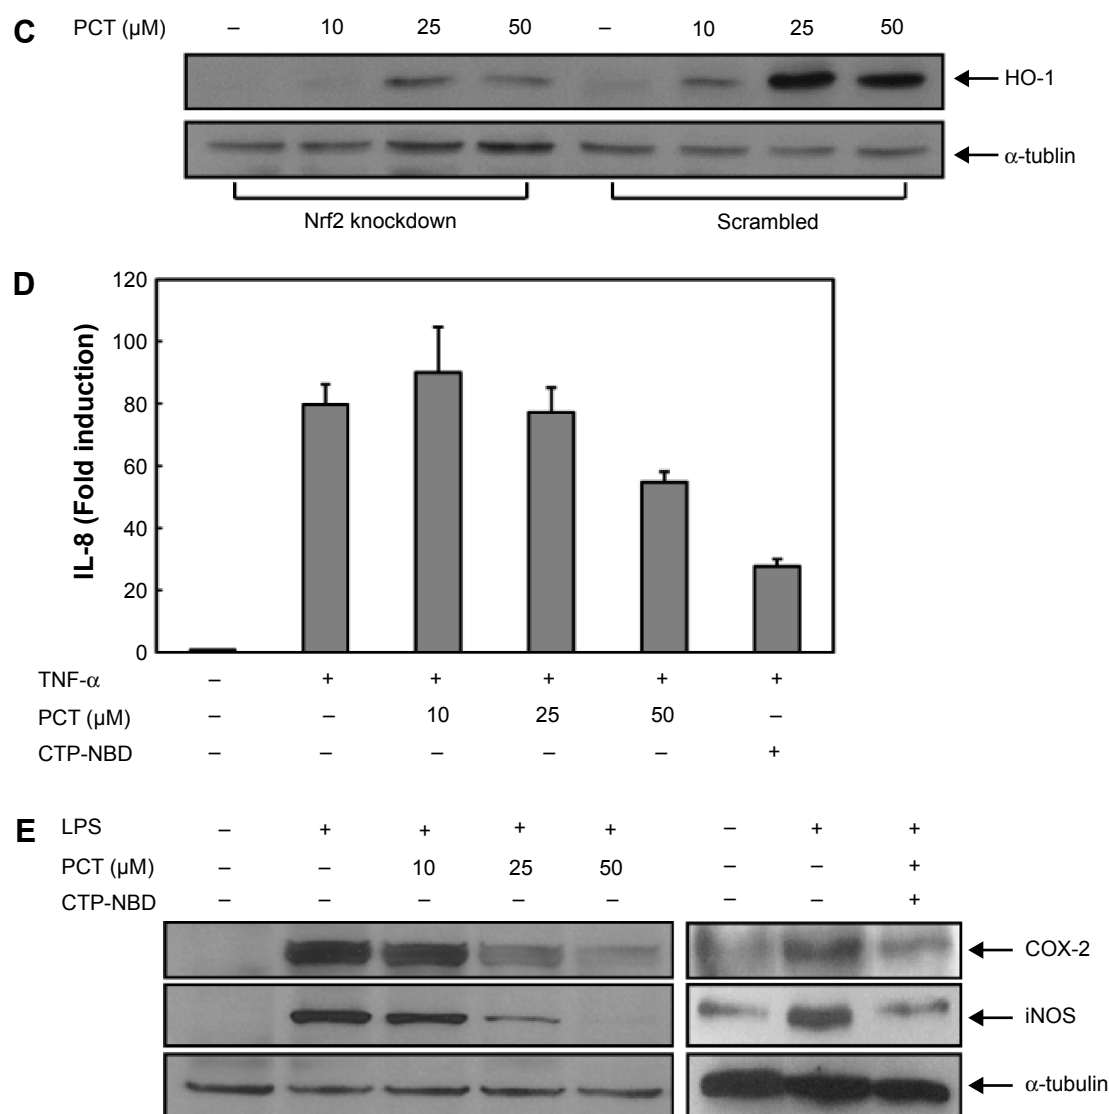 C PCT (µM) – 10 25 50 – 10 25 50
HO-1
α-tublin
Nrf2 knockdown Scrambled
D
IL-8 (Fold induction)
120
100
80
60
40
20
0
TNF-α – + + + + +
PCT (µM) – – 10 25 50 –
CTP-NBD – – – – – +
E LPS – + + + + – + +
PCT (µM) – – 10 25 50 – – +
CTP-NBD – – – – – – – +
COX-2
iNOS
α-tubulin